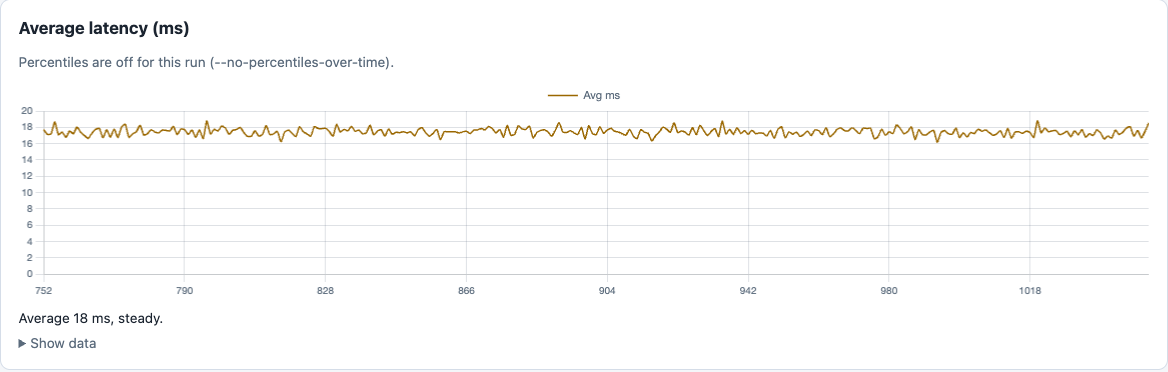 Average latency (ms)
Percentiles are off for this run (--no-percentiles-over-time).
Avg ms
20
18
16
14
12
10
8
6
4
2
0
752 790 828 866 904 942 980 1018
Average 18 ms, steady.
Show data